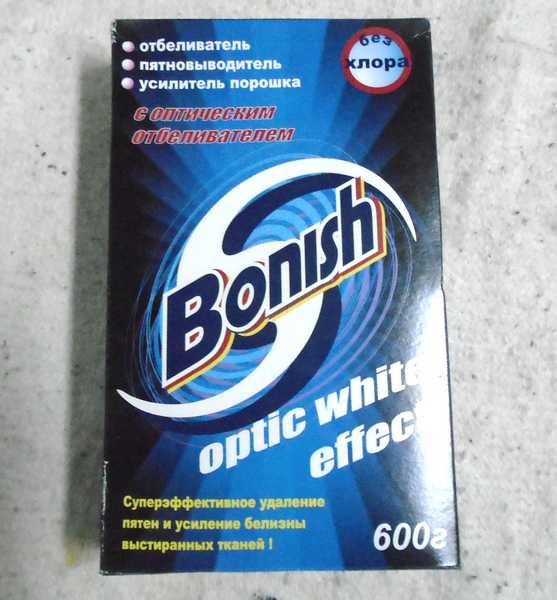 отбеливатель
пятновыводитель
усилитель порошка
без
хлора
с оптическим
отбеливателем
Bonish
optic white
effect
Суперэффективное удаление
пятен и усиление белизны
выстиранных тканей !
600г